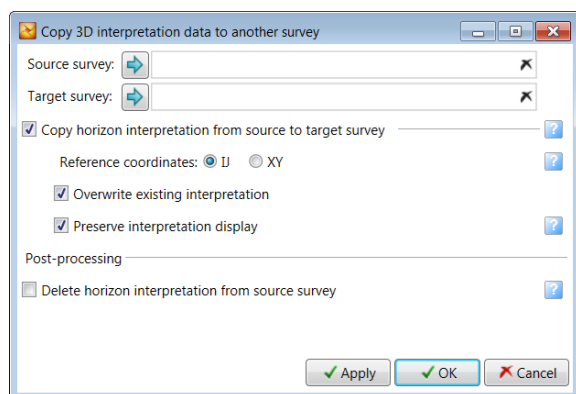 Copy 3D interpretation data to another survey
Source survey:
Target survey:
Copy horizon interpretation from source to target survey
?
Reference coordinates: IJ XY
?
Overwrite existing interpretation
Preserve interpretation display
?
Post-processing
Delete horizon interpretation from source survey
?
Apply OK Cancel